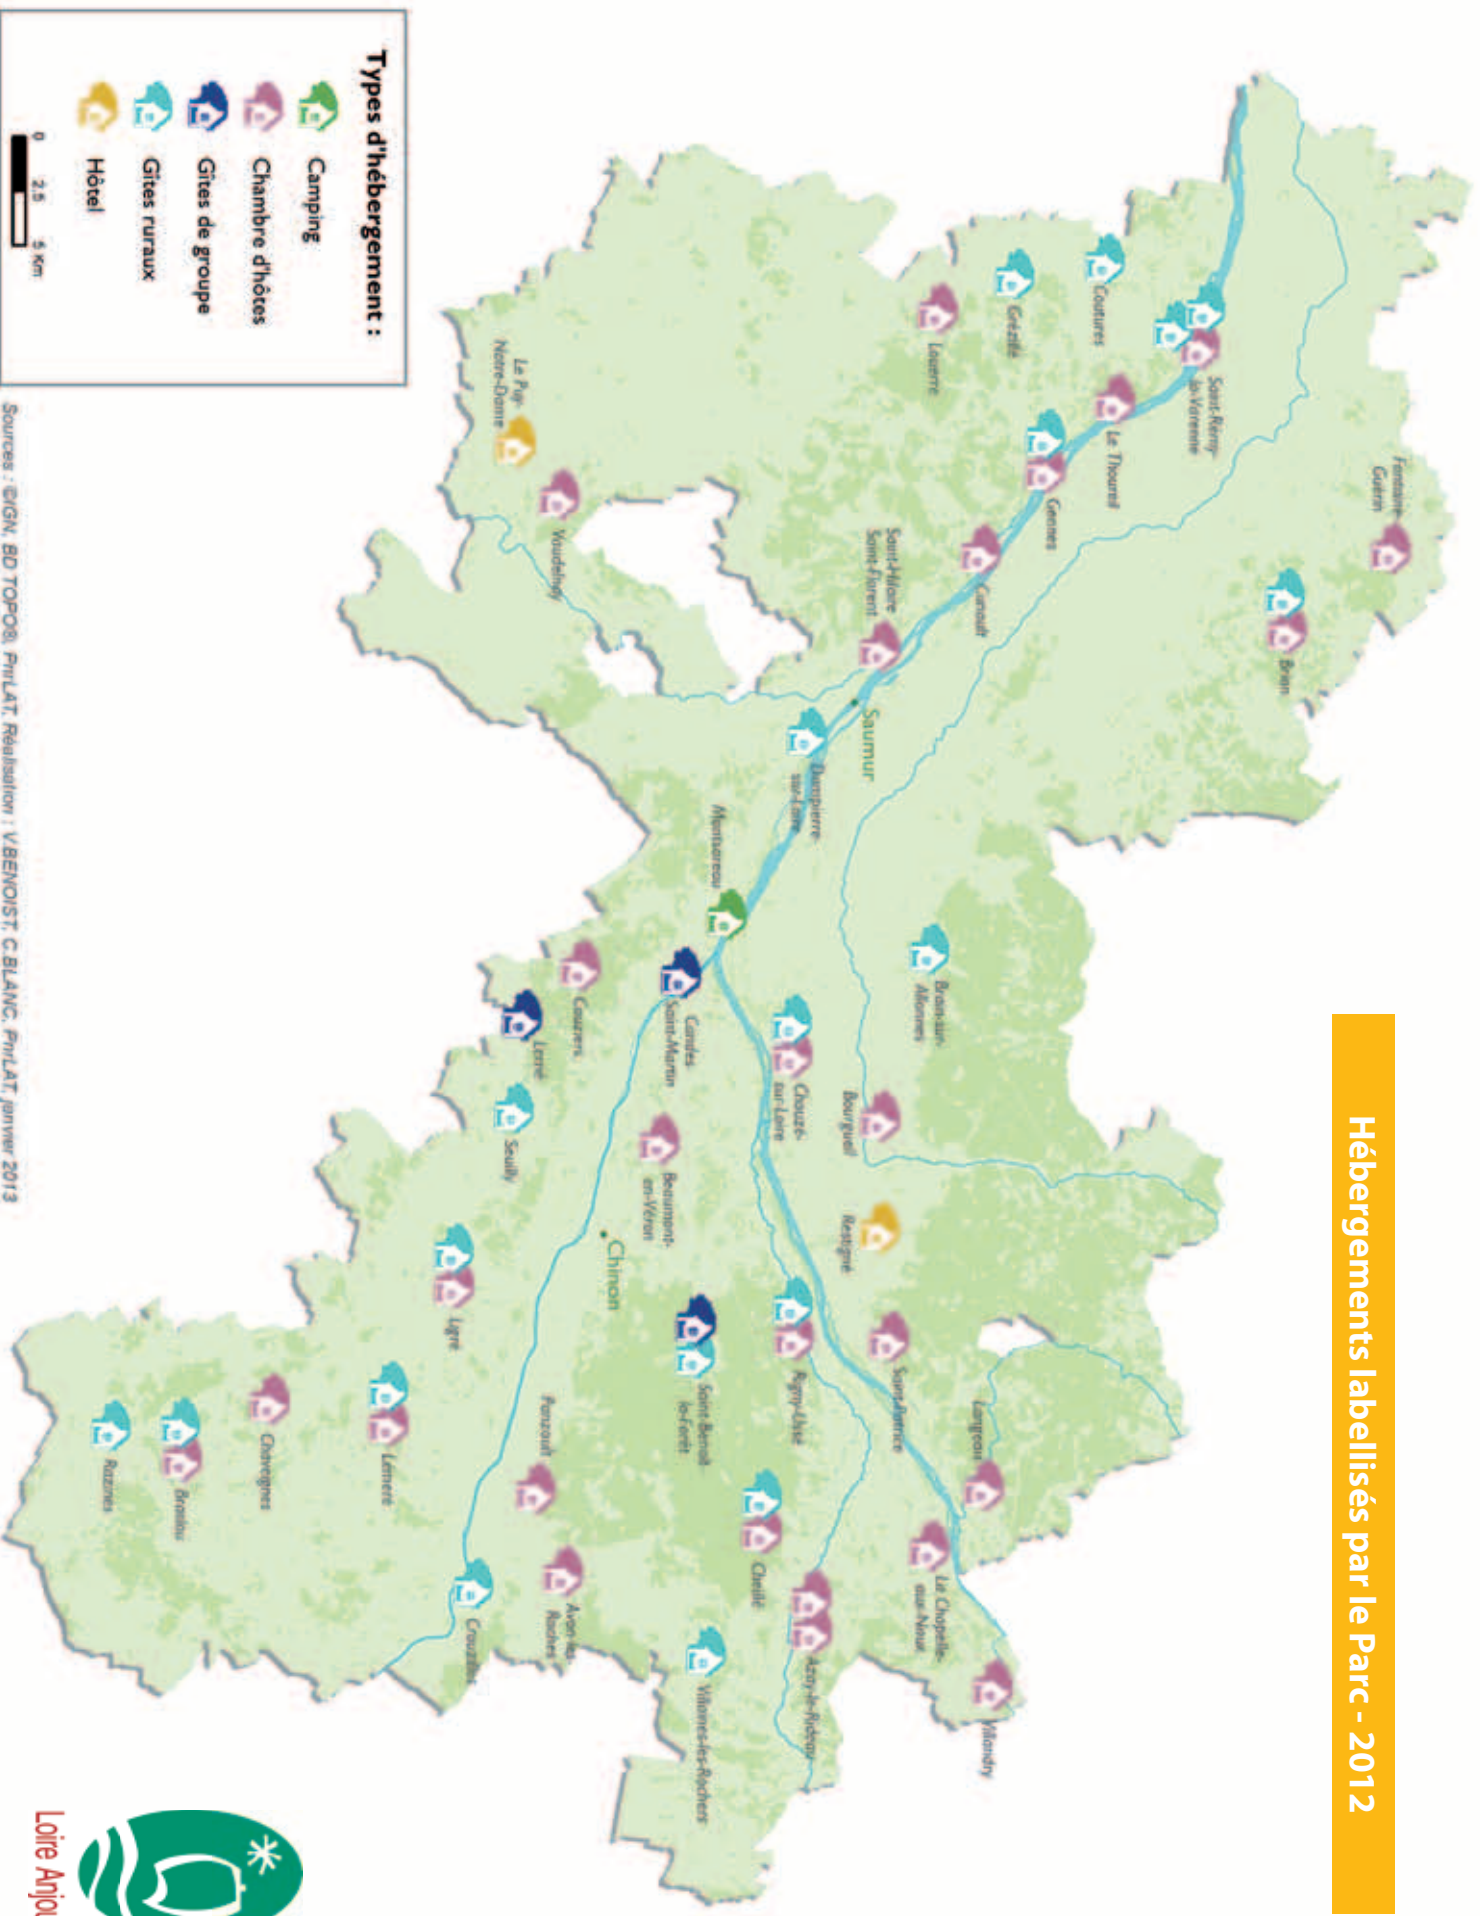 Hébergements labellisés par le Parc - 2012
Fontaine-
Guérin
Brion
Saint-Rémy-
la-Varenne
Coutures
Le Thoureil
Grézillé
Gennes
Louerre
Cunault
Saint-Hilaire
Saint-Florent
Saumur
Dampierre-
sur-Loire
Le Puy-
Notre-Dame
Vaudelnay
Montsoreau
Brain-sur-
Allonnes
Candes
Saint-Martin
Couziers
Lerné
Seuilly
Chouzé-
sur-Loire
Bourgueil
Restigné
Beaumont-
en-Véron
Chinon
Ligré
Saint-Patrice
Rigny-Ussé
Saint-Benoit
la-Forêt
Langeais
La Chapelle-
aux-Naux
Villandry
Cheillé
Azay-le-Rideau
Villaines-les-Rochers
Panzoult
Avon-les-
Roches
Crouzilles
Lémeré
Chaveignes
Braslou
Razines
Types d'hébergement :
Camping
Chambre d'hôtes
Gîtes de groupe
Gîtes ruraux
Hôtel
0 2.5 5 Km
Sources : ©IGN, BD TOPO®, PnrLAT, Réalisation : V.BENOIST, C.BLANC, PnrLAT, janvier 2013
Loire Anjou